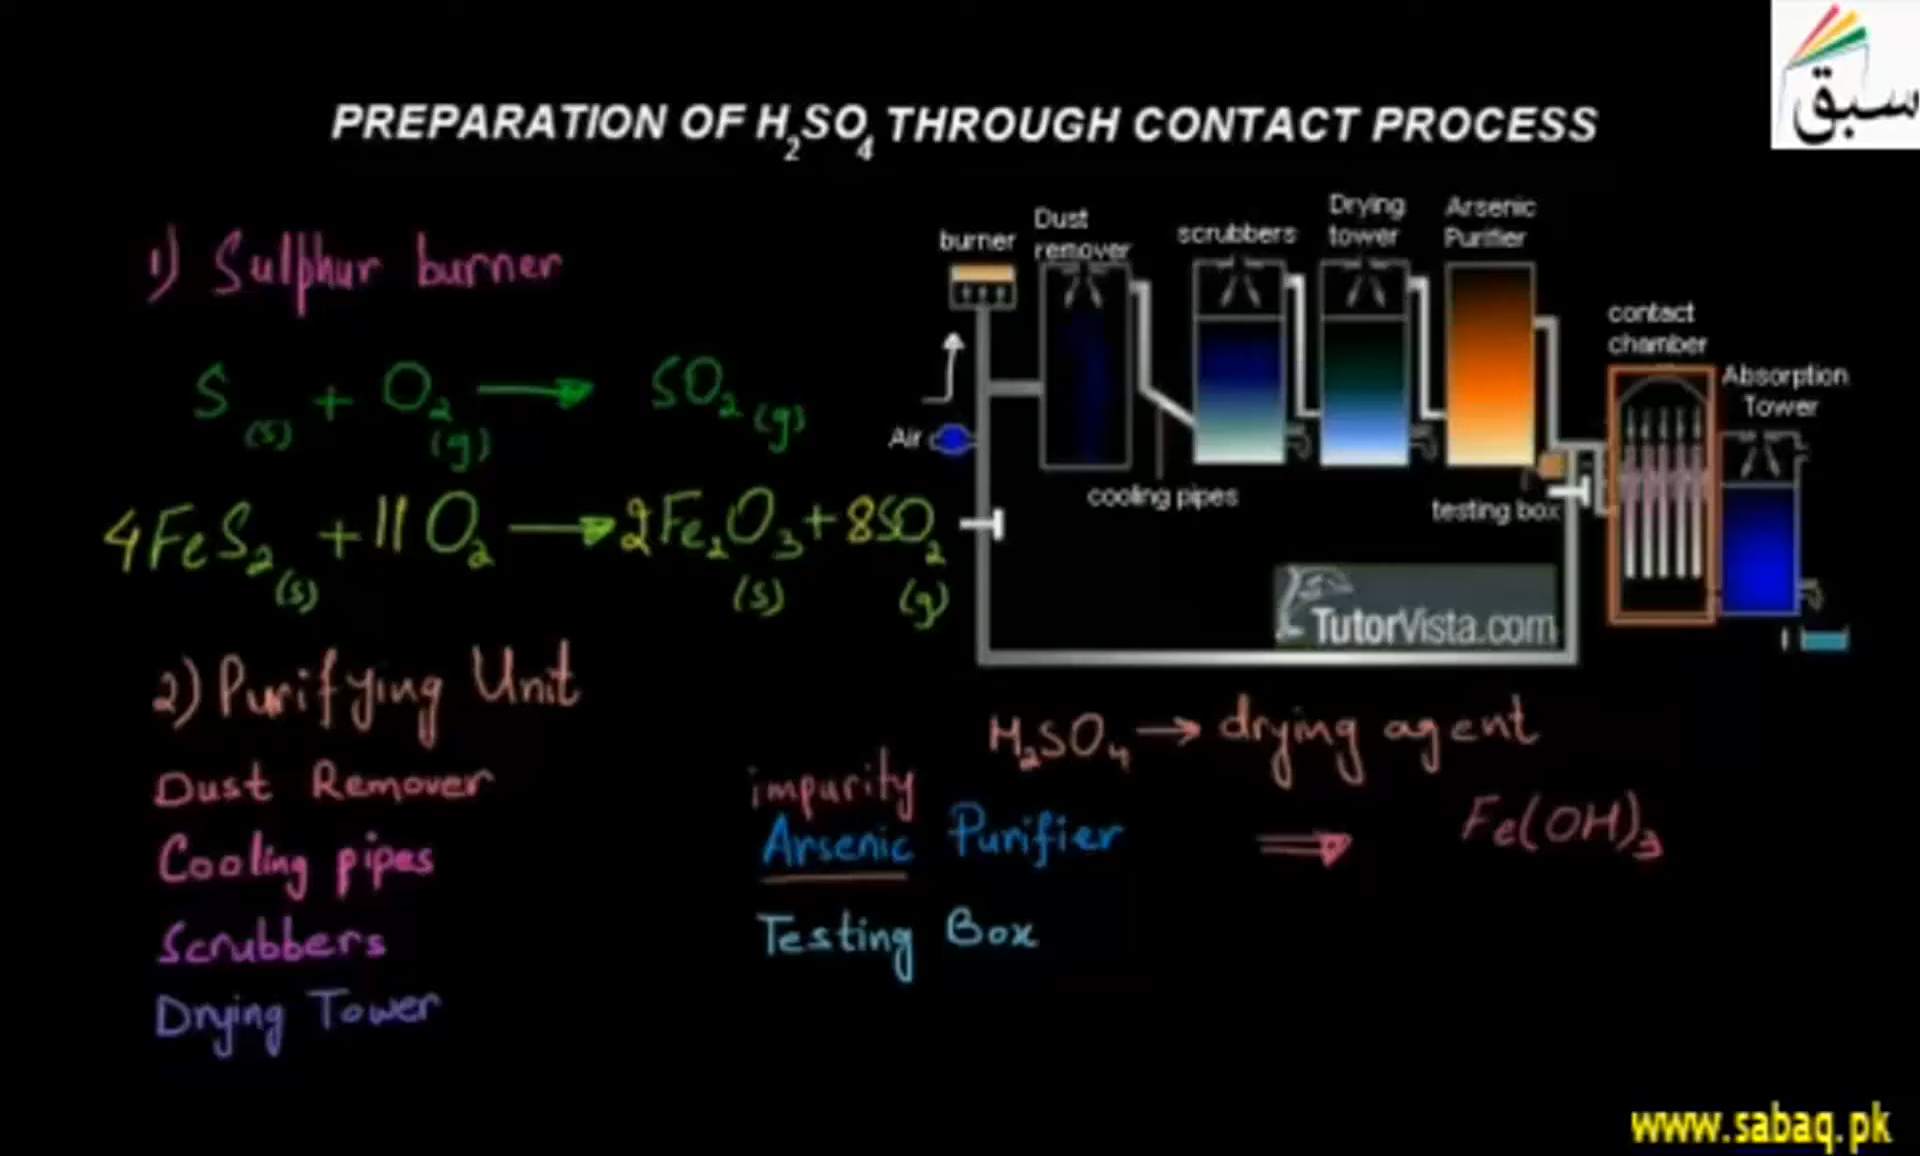 سبق
PREPARATION OF H₂SO₄ THROUGH CONTACT PROCESS
1) Sulphur burner
S(s) + O₂(g) → SO₂(g)
4FeS₂(s) + 11O₂ → 2Fe₂O₃(s) + 8SO₂(g)
burner
Dust
remover
scrubbers
Drying
tower
Arsenic
Purifier
contact
chamber
Absorption
Tower
Air
cooling pipes
testing box
TutorVista.com
2) Purifying Unit
Dust Remover
Cooling pipes
Scrubbers
Drying Tower
H₂SO₄ → drying agent
impurity
Arsenic Purifier ⇒ Fe(OH)₃
Testing Box
www.sabaq.pk